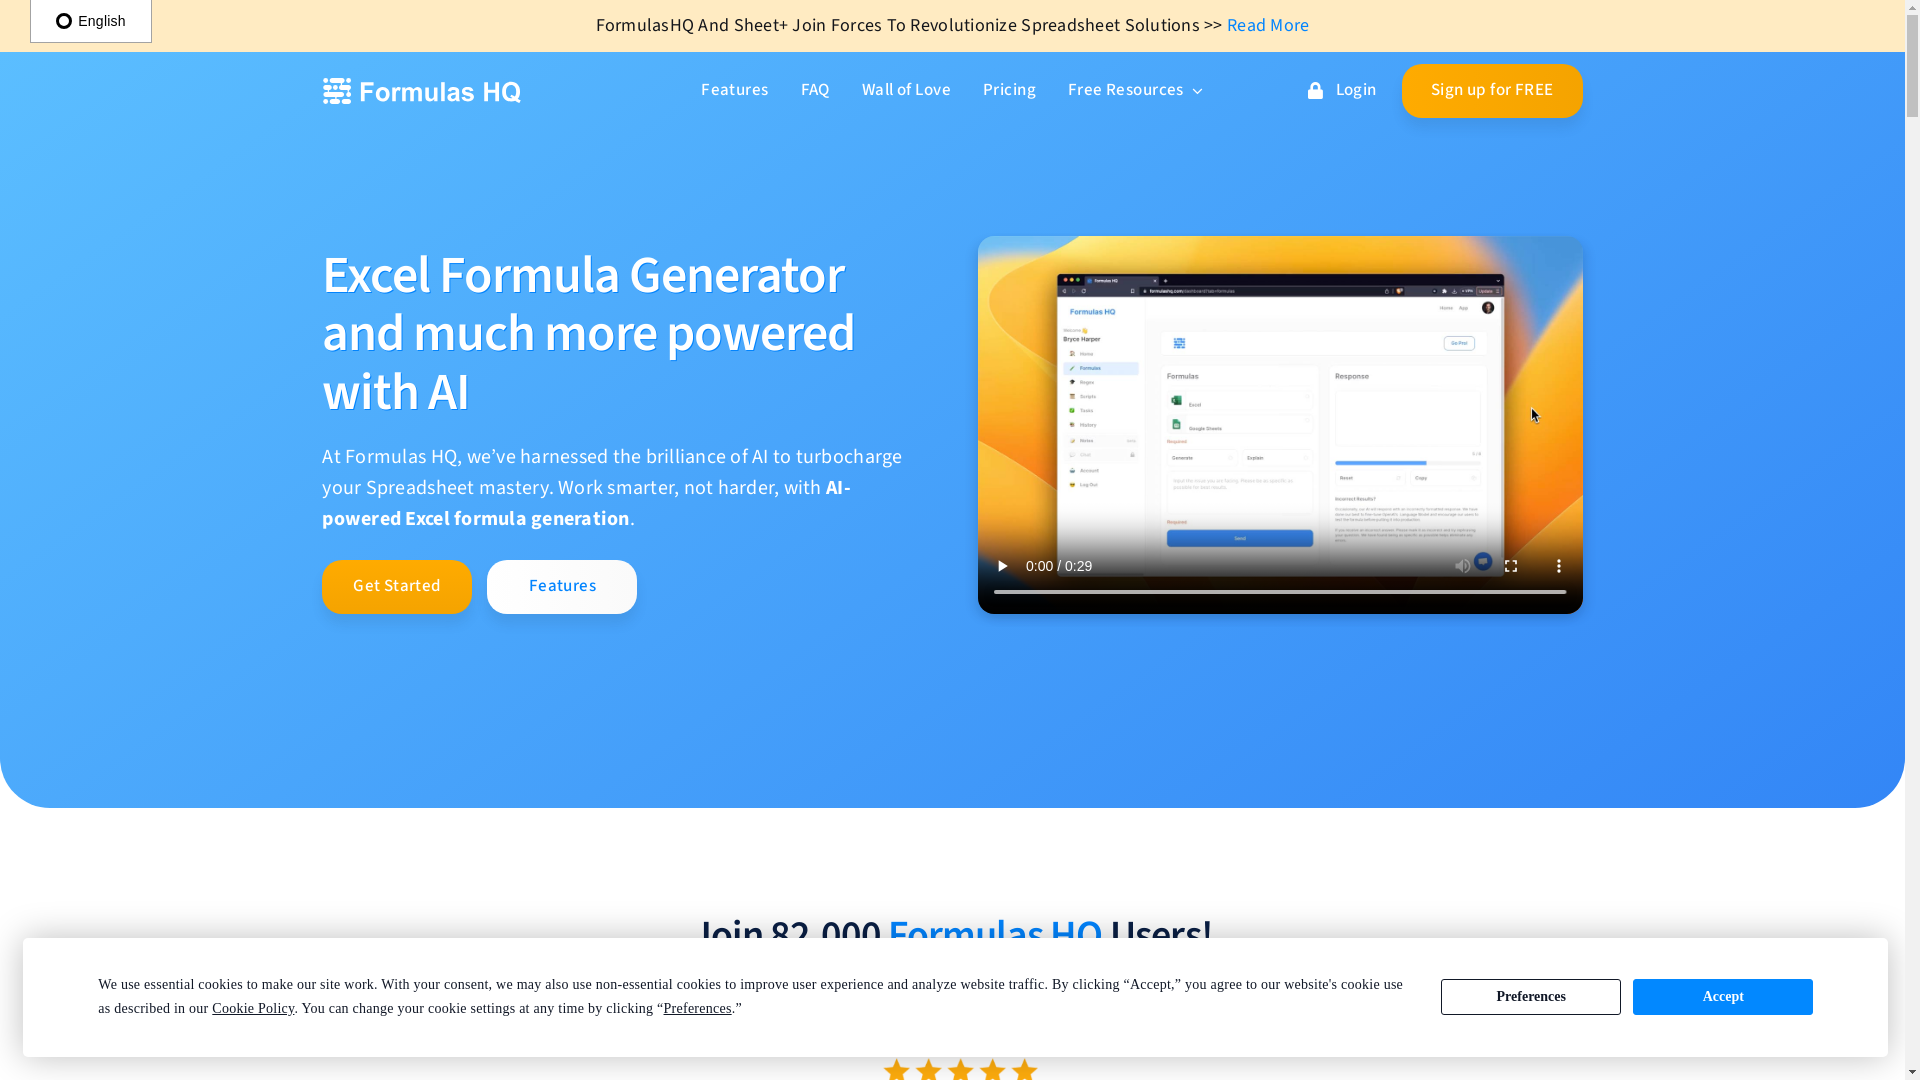 English
FormulasHQ And Sheet+ Join Forces To Revolutionize Spreadsheet Solutions >> Read More
Formulas HQ
Features
FAQ
Wall of Love
Pricing
Free Resources
Login
Sign up for FREE
Excel Formula Generator
and much more powered
with AI
At Formulas HQ, we’ve harnessed the brilliance of AI to turbocharge
your Spreadsheet mastery. Work smarter, not harder, with AI-
powered Excel formula generation.
Get Started
Features
Formulas HQ
Home
App
Formulas HQ
Welcome
Bryce Harper
Home
Formulas
Regex
Scripts
Tasks
History
Notes
Account
Log Out
Go Pro!
Formulas
Excel
Google Sheets
Required
Generate
Explain
Required
Send
Response
Reset
Copy
Incorrect Results?
0:00 / 0:29
Join 82,000 Formulas HQ Users!
We use essential cookies to make our site work. With your consent, we may also use non-essential cookies to improve user experience and analyze website traffic. By clicking “Accept,” you agree to our website's cookie use
as described in our Cookie Policy. You can change your cookie settings at any time by clicking “Preferences.”
Preferences
Accept